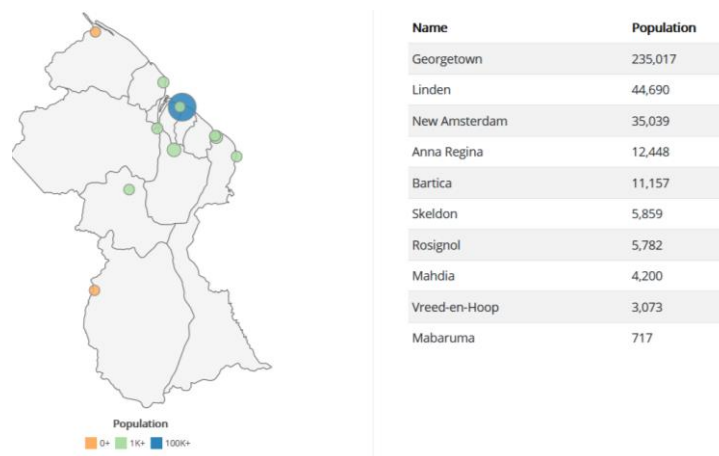 Name Population
Georgetown 235,017
Linden 44,690
New Amsterdam 35,039
Anna Regina 12,448
Bartica 11,157
Skeldon 5,859
Rosignol 5,782
Mahdia 4,200
Vreed-en-Hoop 3,073
Mabaruma 717
Population
0+ 1K+ 100K+